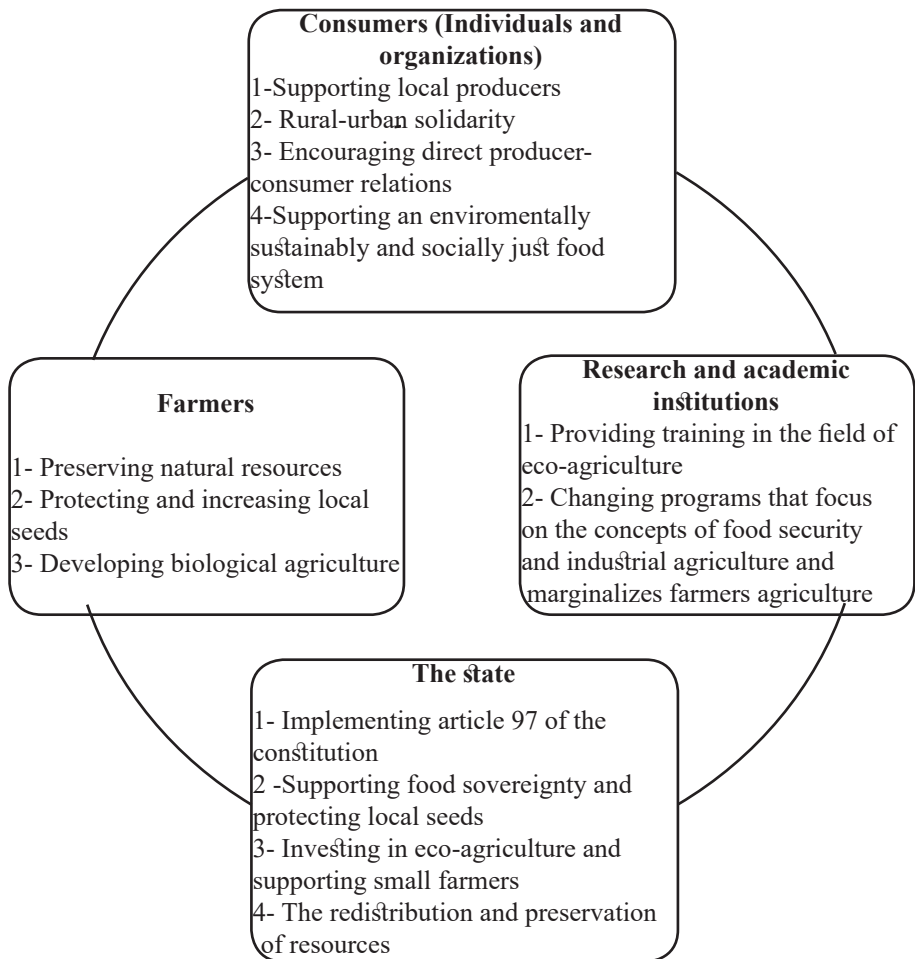 Consumers (Individuals and
organizations)
1-Supporting local producers
2- Rural-urban solidarity
3- Encouraging direct producer-
consumer relations
4-Supporting an enviromentally
sustainably and socially just food
system
Farmers
1- Preserving natural resources
2- Protecting and increasing local
seeds
3- Developing biological agriculture
Research and academic
institutions
1- Providing training in the field of
eco-agriculture
2- Changing programs that focus
on the concepts of food security
and industrial agriculture and
marginalizes farmers agriculture
The state
1- Implementing article 97 of the
constitution
2 -Supporting food sovereignty and
protecting local seeds
3- Investing in eco-agriculture and
supporting small farmers
4- The redistribution and preservation
of resources